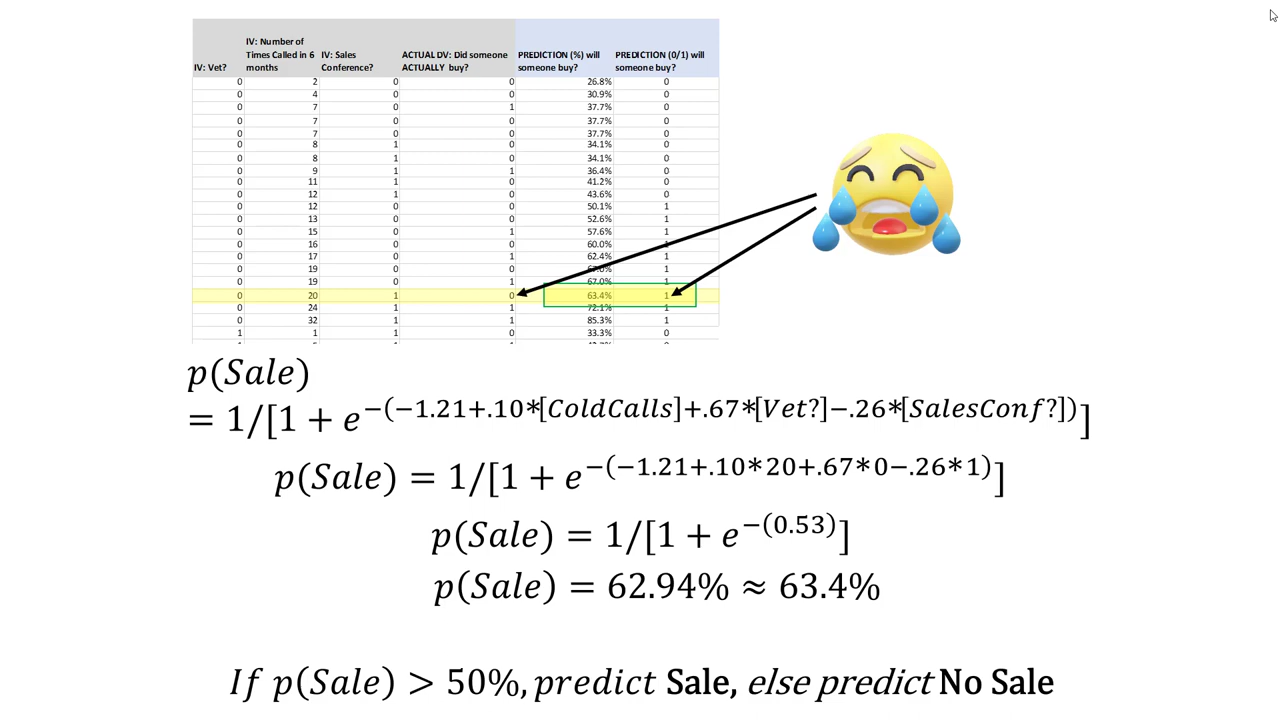 IV: Vet? IV: Number of Times Called in 6 months IV: Sales Conference? ACTUAL DV: Did someone ACTUALLY buy? PREDICTION (%) will someone buy? PREDICTION (0/1) will someone buy?
0 2 0 0 26.8% 0
0 4 0 0 30.9% 0
0 7 0 1 37.7% 0
0 7 0 0 37.7% 0
0 7 0 0 37.7% 0
0 8 1 0 34.1% 0
0 8 1 0 34.1% 0
0 9 1 1 36.4% 0
0 11 1 0 41.2% 0
0 12 1 0 43.6% 0
0 12 0 0 50.1% 1
0 13 0 0 52.6% 1
0 15 0 1 57.6% 1
0 16 0 0 60.0% 1
0 17 0 1 62.4% 1
0 19 0 0 67.0% 1
0 19 0 1 67.0% 1
0 20 1 0 63.4% 1
0 24 1 1 72.1% 1
0 32 1 1 85.3% 1
1 1 1 0 33.3% 0
p(Sale)
= 1/[1 + e^−(−1.21+.10*[ColdCalls]+.67*[Vet?]−.26*[SalesConf?])]
p(Sale) = 1/[1 + e^−(−1.21+.10*20+.67*0−.26*1)]
p(Sale) = 1/[1 + e^−(0.53)]
p(Sale) = 62.94% ≈ 63.4%
If p(Sale) > 50%, predict Sale, else predict No Sale